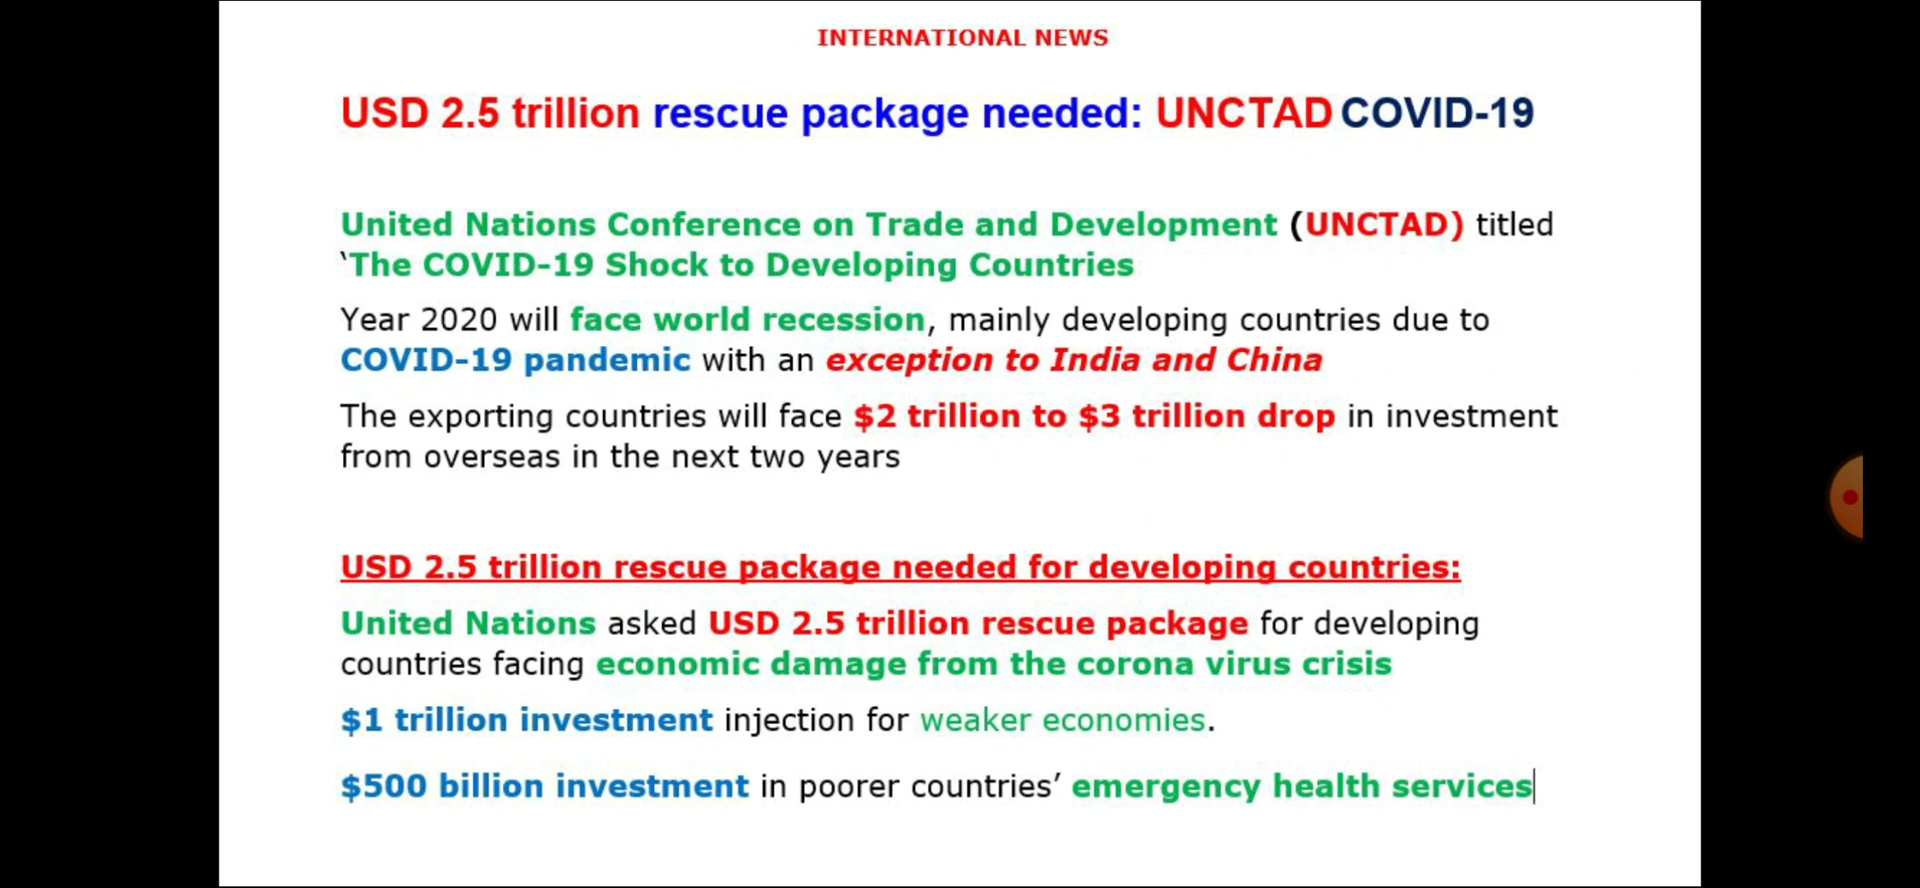 INTERNATIONAL NEWS
USD 2.5 trillion rescue package needed: UNCTAD COVID-19
United Nations Conference on Trade and Development (UNCTAD) titled
‘The COVID-19 Shock to Developing Countries
Year 2020 will face world recession, mainly developing countries due to
COVID-19 pandemic with an exception to India and China
The exporting countries will face $2 trillion to $3 trillion drop in investment
from overseas in the next two years
USD 2.5 trillion rescue package needed for developing countries:
United Nations asked USD 2.5 trillion rescue package for developing
countries facing economic damage from the corona virus crisis
$1 trillion investment injection for weaker economies.
$500 billion investment in poorer countries’ emergency health services